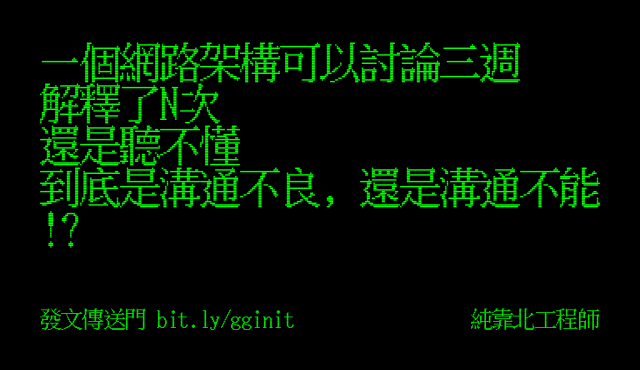 一個網路架構可以討論三週
解釋了N次
還是聽不懂
到底是溝通不良，還是溝通不能
!?
發文傳送門 bit.ly/gginit
純靠北工程師